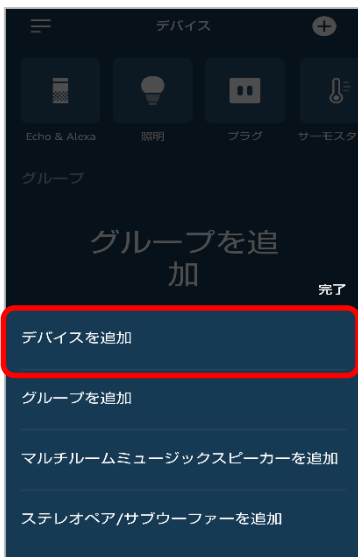 デバイス
Echo & Alexa
照明
プラグ
サーモスタ
グループ
グループを追
加
完了
デバイスを追加
グループを追加
マルチルームミュージックスピーカーを追加
ステレオペア/サブウーファーを追加